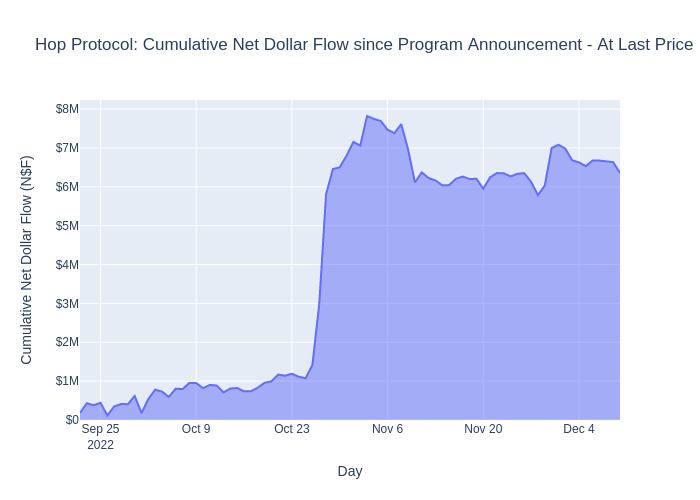 Hop Protocol: Cumulative Net Dollar Flow since Program Announcement - At Last Price
Cumulative Net Dollar Flow (N$F)
$8M
$7M
$6M
$5M
$4M
$3M
$2M
$1M
$0
Sep 25 Oct 9 Oct 23 Nov 6 Nov 20 Dec 4
2022
Day